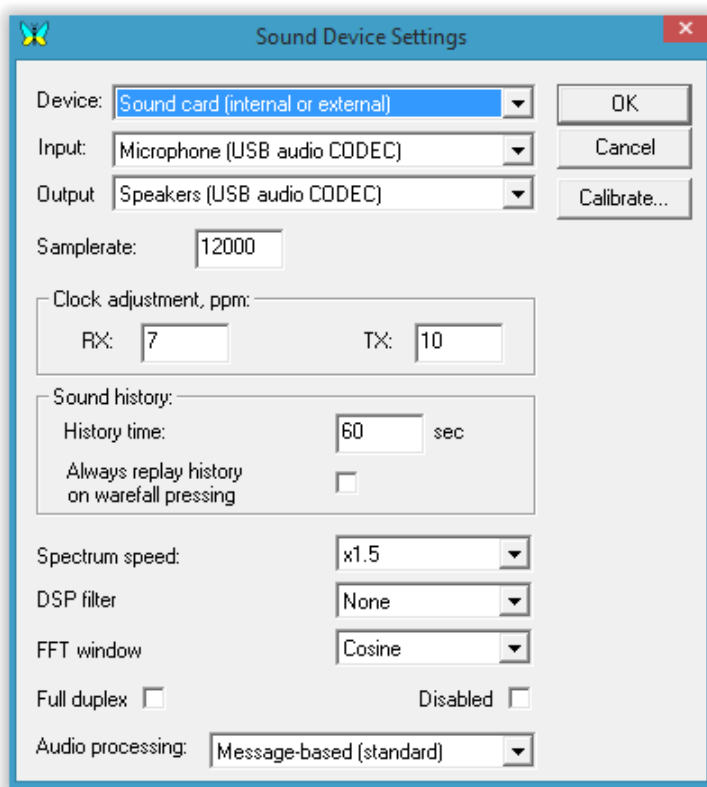 Sound Device Settings
Device: Sound card (internal or external) OK
Input: Microphone (USB audio CODEC) Cancel
Output Speakers (USB audio CODEC) Calibrate...
Samplerate: 12000
Clock adjustment, ppm:
RX: 7 TX: 10
Sound history:
History time: 60 sec
Always replay history
on warefall pressing
Spectrum speed: x1.5
DSP filter None
FFT window Cosine
Full duplex Disabled
Audio processing: Message-based (standard)